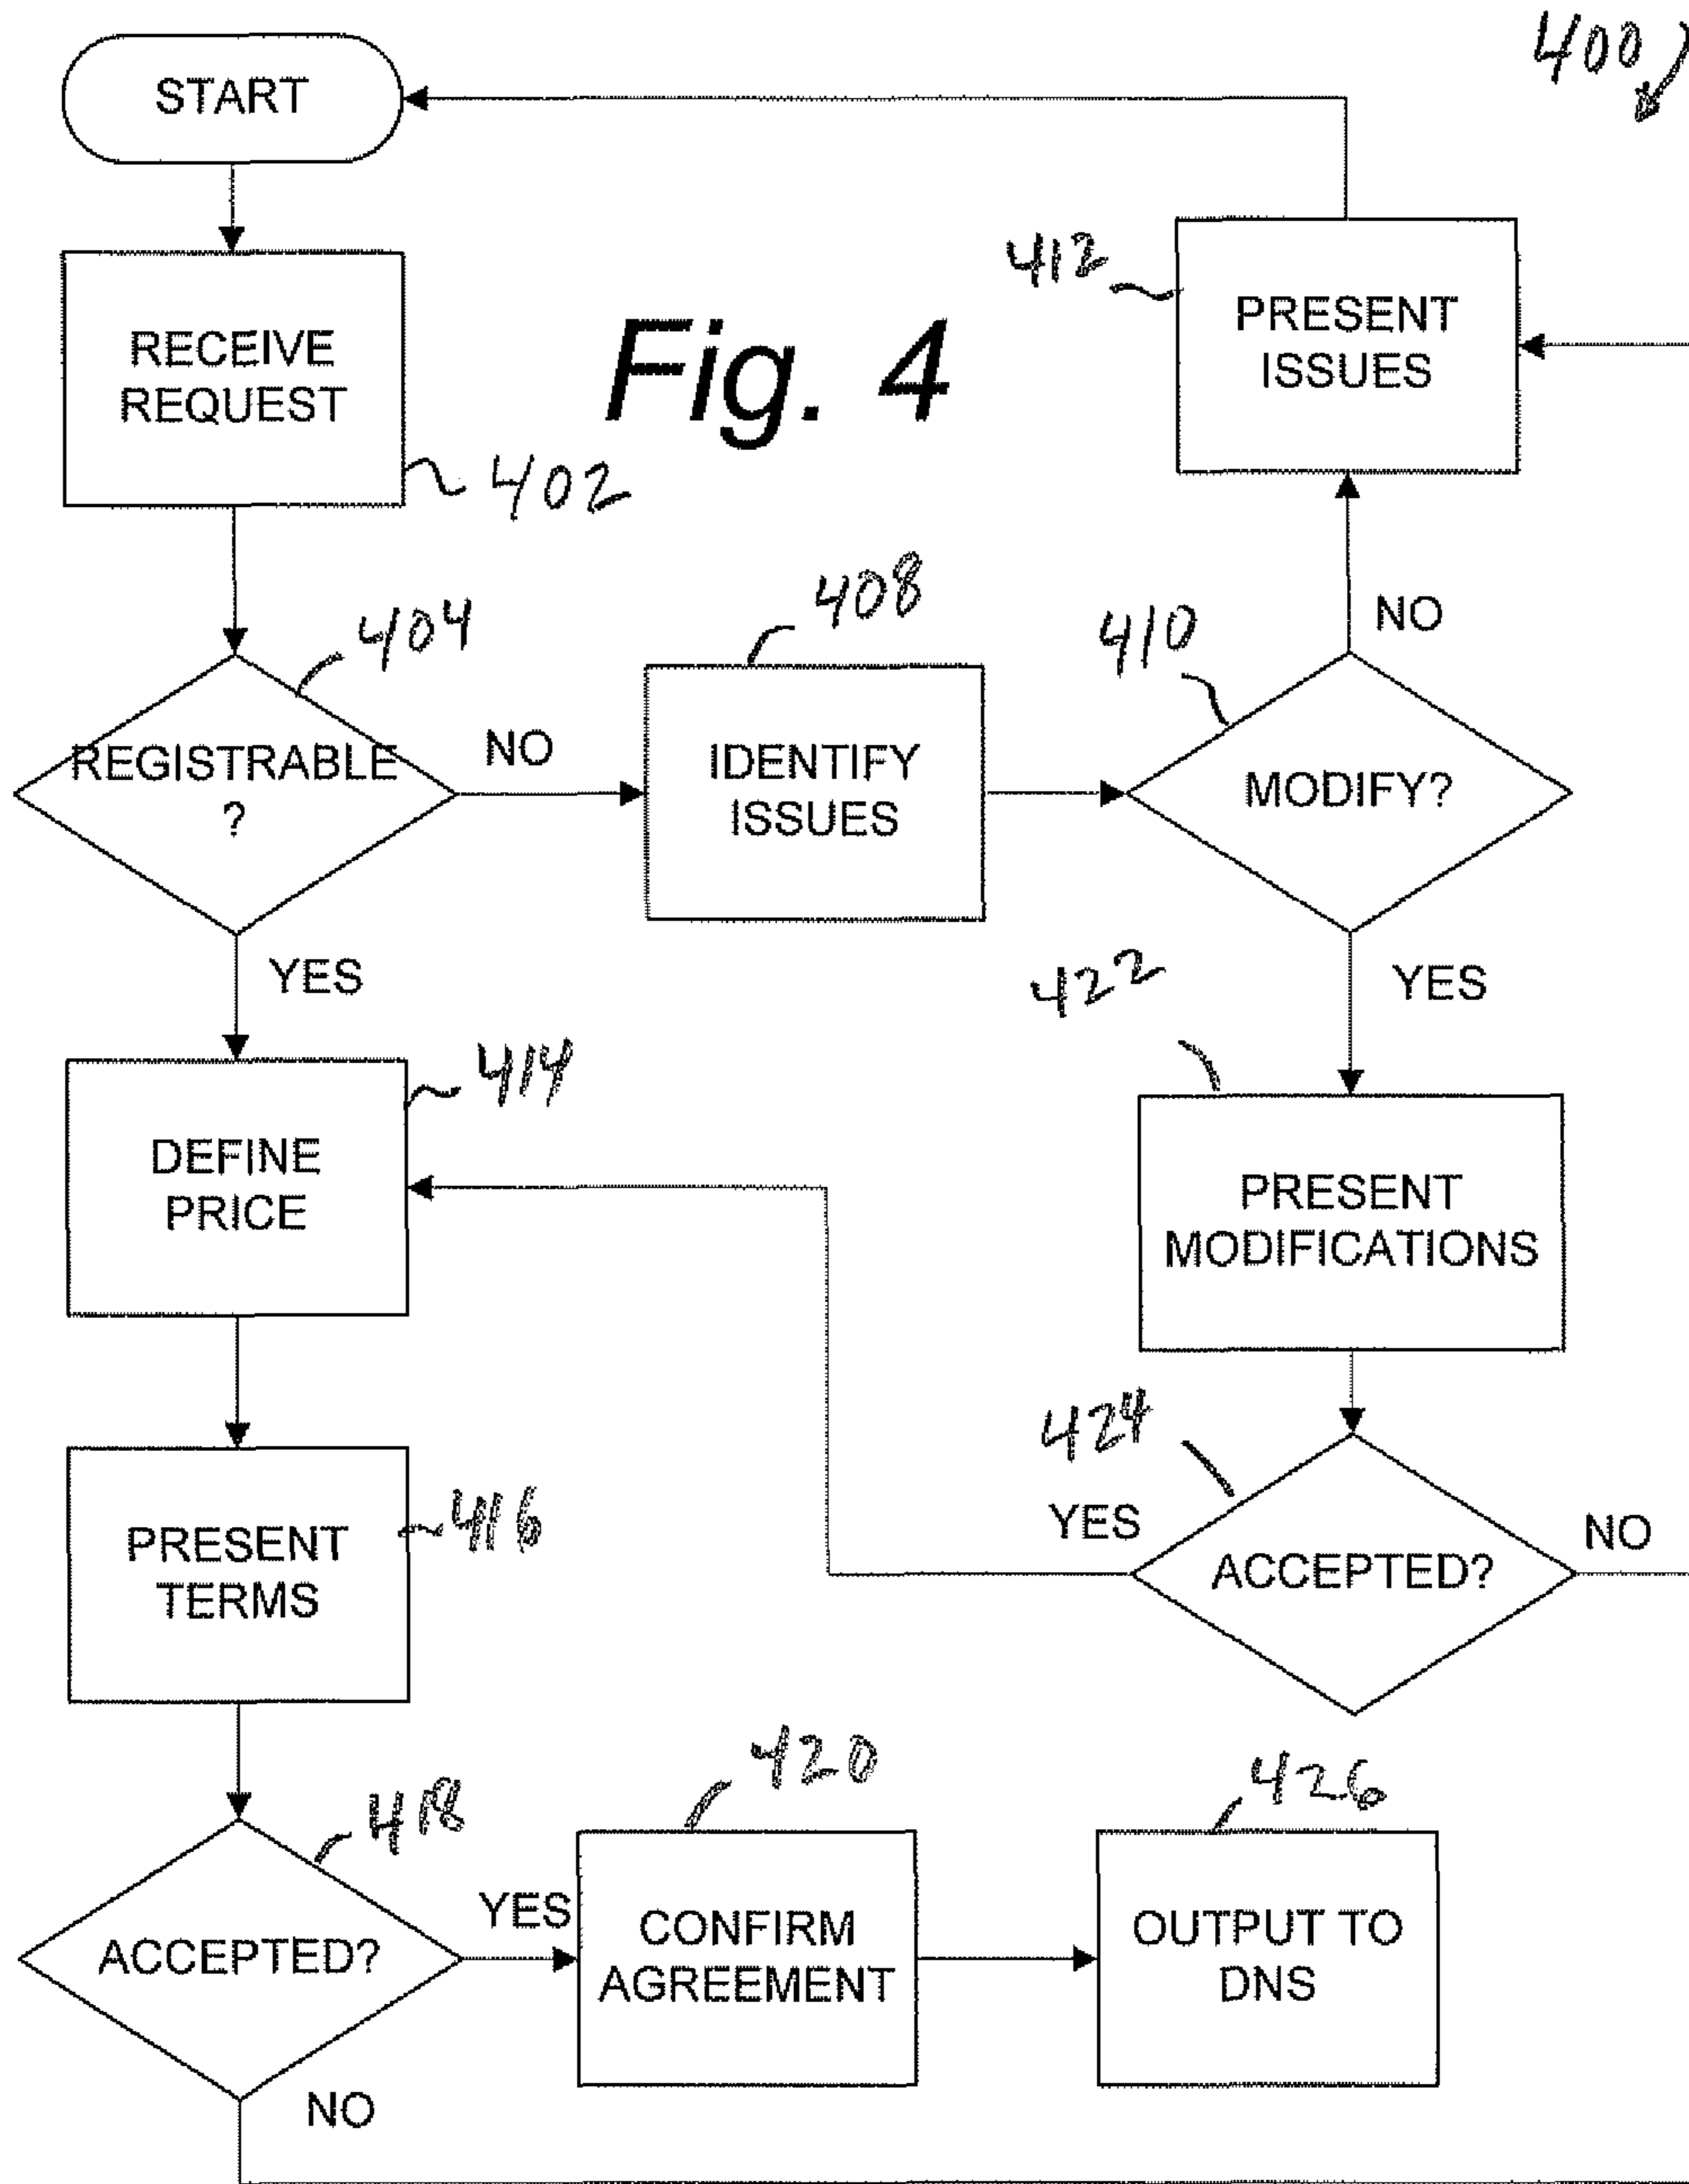 400
START
412
PRESENT
ISSUES
RECEIVE
REQUEST
Fig. 4
402
404
408
410
NO
REGISTRABLE
?
NO
IDENTIFY
ISSUES
MODIFY?
YES
422
YES
414
DEFINE
PRICE
PRESENT
MODIFICATIONS
424
416
PRESENT
TERMS
YES
NO
ACCEPTED?
418
420
426
ACCEPTED?
YES
CONFIRM
AGREEMENT
OUTPUT TO
DNS
NO